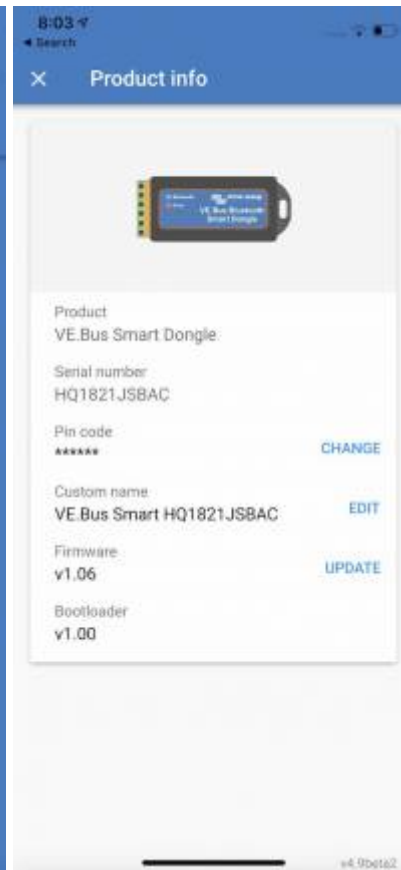 8:03
Search
Product info
VE.Bus Bluetooth
Smart Dongle
Product
VE.Bus Smart Dongle
Serial number
HQ1821JSBAC
Pin code
******
CHANGE
Custom name
VE.Bus Smart HQ1821JSBAC
EDIT
Firmware
v1.06
UPDATE
Bootloader
v1.00
v4.9beta2